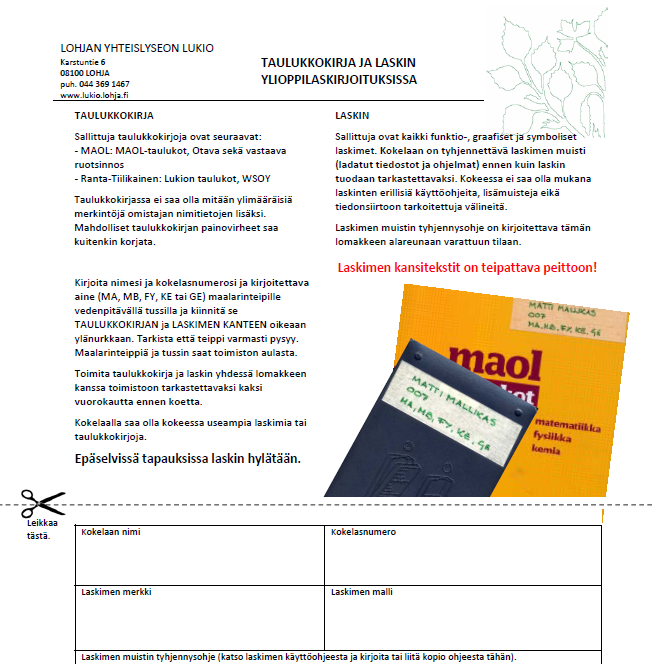 LOHJAN YHTEISLYSEON LUKIO
Karstuntie 6
08100 LOHJA
puh. 044 369 1467
www.lukio.lohja.fi
TAULUKKOKIRJA JA LASKIN
YLIOPPILASKIRJOITUKSISSA
TAULUKKOKIRJA
Sallittuja taulukkokirjoja ovat seuraavat:
- MAOL: MAOL-taulukot, Otava sekä vastaava
ruotsinnos
- Ranta-Tiilikainen: Lukion taulukot, WSOY
Taulukkokirjassa ei saa olla mitään ylimääräisiä
merkintöjä omistajan nimitietojen lisäksi.
Mahdolliset taulukkokirjan painovirheet saa
kuitenkin korjata.
Kirjoita nimesi ja kokelasnumerosi ja kirjoitettava
aine (MA, MB, FY, KE tai GE) maalarinteipille
vedenpitävällä tussilla ja kiinnitä se
TAULUKKOKIRJAN ja LASKIMEN KANTEEN oikeaan
ylänurkkaan. Tarkista että teippi varmasti pysyy.
Maalarinteippiä ja tussin saat toimiston aulasta.
Toimita taulukkokirja ja laskin yhdessä lomakkeen
kanssa toimistoon tarkastettavaksi kaksi
vuorokautta ennen koetta.
Kokelaalla saa olla kokeessa useampia laskimia tai
taulukkokirjoja.
Epäselvissä tapauksissa laskin hylätään.
LASKIN
Sallittuja ovat kaikki funktio-, graafiset ja symboliset
laskimet. Kokelaan on tyhjennettävä laskimen muisti
(ladatut tiedostot ja ohjelmat) ennen kuin laskin
tuodaan tarkastettavaksi. Kokeessa ei saa olla mukana
laskinten erillisiä käyttöohjeita, lisämuisteja eikä
tiedonsiirtoon tarkoitettuja välineitä.
Laskimen muistin tyhjennysohje on kirjoitettava tämän
lomakkeen alareunaan varattuun tilaan.
Laskimen kansitekstit on teipattava peittoon!
MATTI MALLIKAS
007
MA, MB, FY, KE, GE
maol
matematiikka
fysiikka
kemia
MATTI MALLIKAS
007
MA, MB, FY, KE, GE
Leikkaa
tästä.
Kokelaan nimi
Kokelasnumero
Laskimen merkki
Laskimen malli
Laskimen muistin tyhjennysohje (katso laskimen käyttöohjeesta ja kirjoita tai liitä kopio ohjeesta tähän).